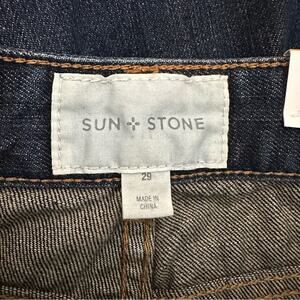 SUN + STONE
29
MADE IN
CHINA